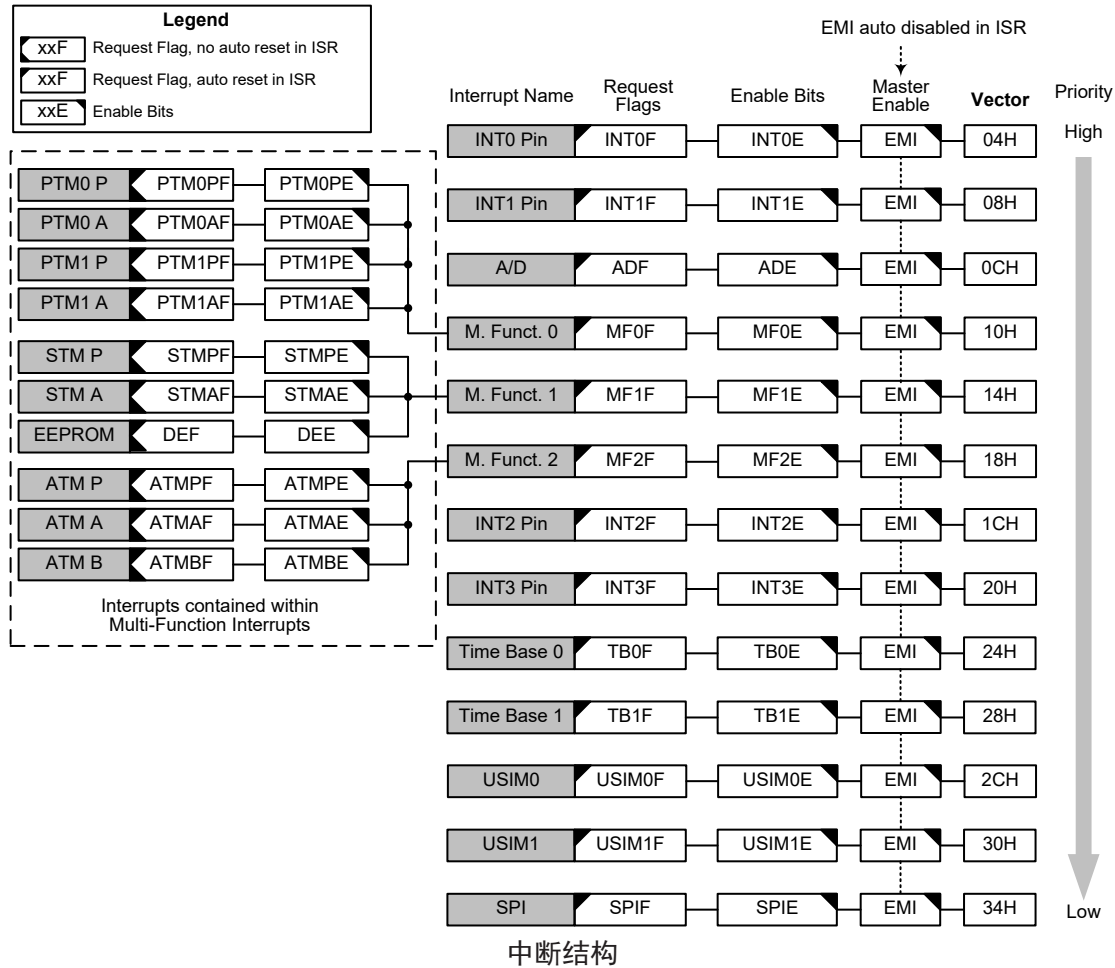 Legend
xxF Request Flag, no auto reset in ISR
xxF Request Flag, auto reset in ISR
xxE Enable Bits
EMI auto disabled in ISR
Interrupt Name Request Flags Enable Bits Master Enable Vector Priority
High
INT0 Pin INT0F INT0E EMI 04H
INT1 Pin INT1F INT1E EMI 08H
A/D ADF ADE EMI 0CH
M. Funct. 0 MF0F MF0E EMI 10H
M. Funct. 1 MF1F MF1E EMI 14H
M. Funct. 2 MF2F MF2E EMI 18H
INT2 Pin INT2F INT2E EMI 1CH
INT3 Pin INT3F INT3E EMI 20H
Time Base 0 TB0F TB0E EMI 24H
Time Base 1 TB1F TB1E EMI 28H
USIM0 USIM0F USIM0E EMI 2CH
USIM1 USIM1F USIM1E EMI 30H
SPI SPIF SPIE EMI 34H
Low
PTM0 P PTM0PF PTM0PE
PTM0 A PTM0AF PTM0AE
PTM1 P PTM1PF PTM1PE
PTM1 A PTM1AF PTM1AE
STM P STMPF STMPE
STM A STMAF STMAE
EEPROM DEF DEE
ATM P ATMPF ATMPE
ATM A ATMAF ATMAE
ATM B ATMBF ATMBE
Interrupts contained within
Multi-Function Interrupts
中断结构